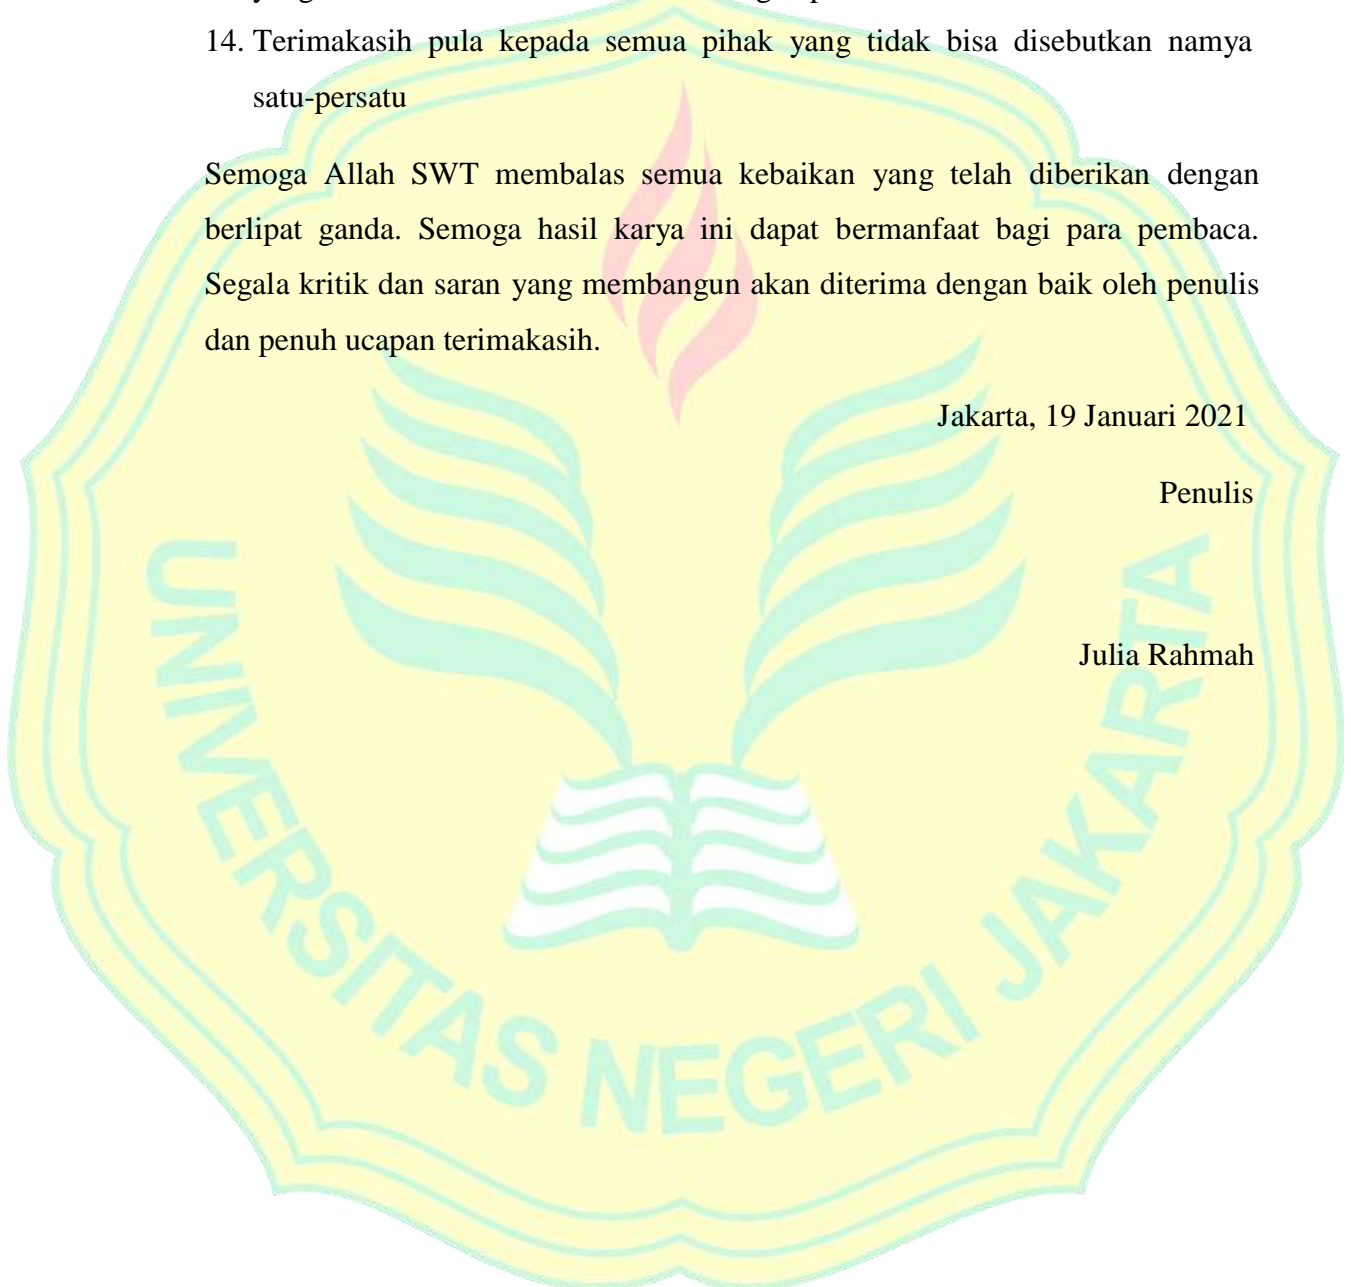 14. Terimakasih pula kepada semua pihak yang tidak bisa disebutkan namya
satu-persatu
Semoga Allah SWT membalas semua kebaikan yang telah diberikan dengan
berlipat ganda. Semoga hasil karya ini dapat bermanfaat bagi para pembaca.
Segala kritik dan saran yang membangun akan diterima dengan baik oleh penulis
dan penuh ucapan terimakasih.
Jakarta, 19 Januari 2021
Penulis
Julia Rahmah
UNIVERSITAS NEGERI JAKARTA